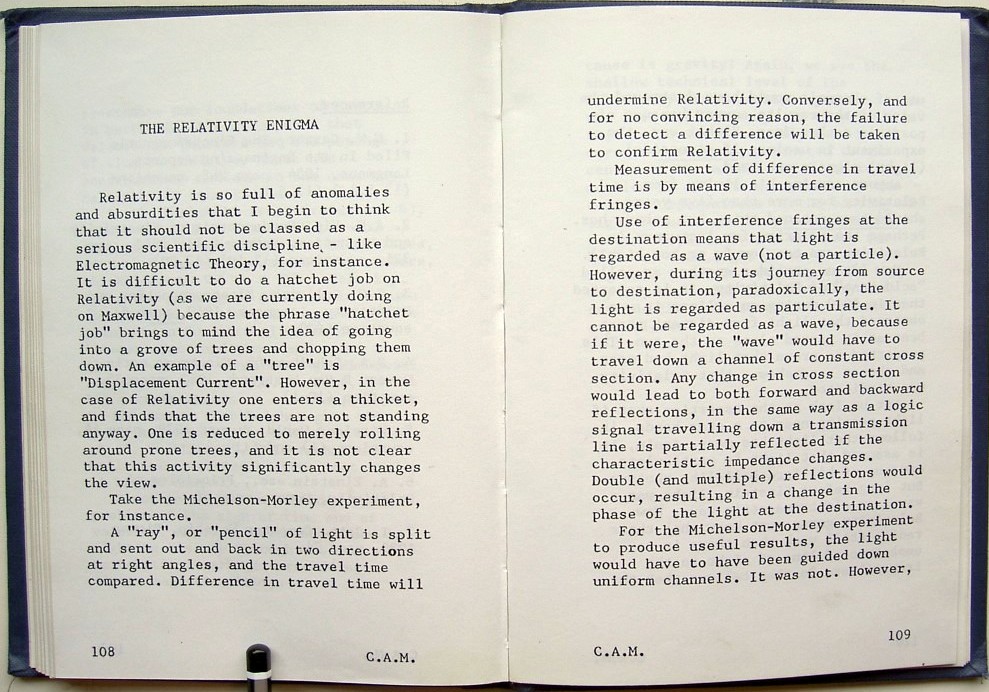 THE RELATIVITY ENIGMA
Relativity is so full of anomalies
and absurdities that I begin to think
that it should not be classed as a
serious scientific discipline, - like
Electromagnetic Theory, for instance.
It is difficult to do a hatchet job on
Relativity (as we are currently doing
on Maxwell) because the phrase "hatchet
job" brings to mind the idea of going
into a grove of trees and chopping them
down. An example of a "tree" is
"Displacement Current". However, in the
case of Relativity one enters a thicket,
and finds that the trees are not standing
anyway. One is reduced to merely rolling
around prone trees, and it is not clear
that this activity significantly changes
the view.
Take the Michelson-Morley experiment,
for instance.
A "ray", or "pencil" of light is split
and sent out and back in two directions
at right angles, and the travel time
compared. Difference in travel time will
108
C.A.M.
undermine Relativity. Conversely, and
for no convincing reason, the failure
to detect a difference will be taken
to confirm Relativity.
Measurement of difference in travel
time is by means of interference
fringes.
Use of interference fringes at the
destination means that light is
regarded as a wave (not a particle).
However, during its journey from source
to destination, paradoxically, the
light is regarded as particulate. It
cannot be regarded as a wave, because
if it were, the "wave" would have to
travel down a channel of constant cross
section. Any change in cross section
would lead to both forward and backward
reflections, in the same way as a logic
signal travelling down a transmission
line is partially reflected if the
characteristic impedance changes.
Double (and multiple) reflections would
occur, resulting in a change in the
phase of the light at the destination.
For the Michelson-Morley experiment
to produce useful results, the light
would have to have been guided down
uniform channels. It was not. However,
C.A.M.
109